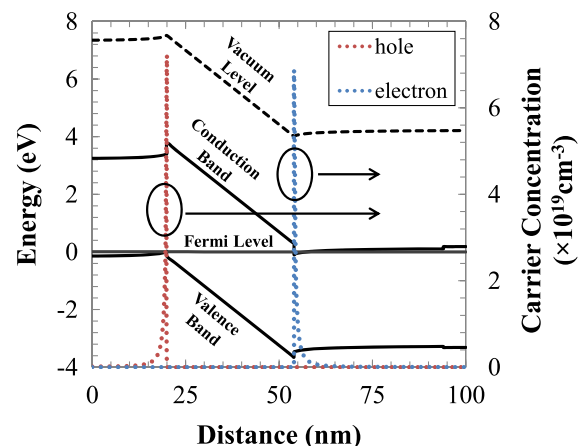 8
6
4
2
0
-2
-4
Energy (eV)
0
25
50
75
100
Distance (nm)
8
6
4
2
0
Carrier Concentration
(×10¹⁹cm⁻³)
hole
electron
Vacuum
Level
Conduction
Band
Fermi Level
Valence
Band